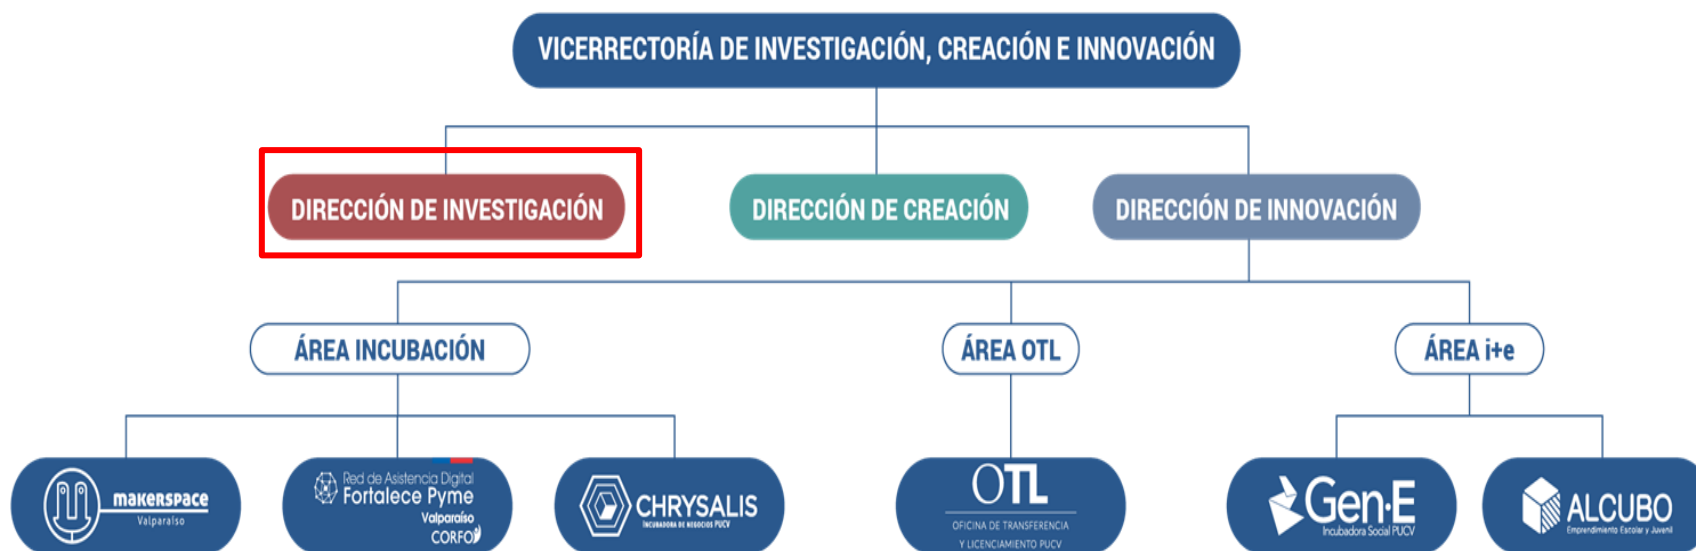 VICERRECTORÍA DE INVESTIGACIÓN, CREACIÓN E INNOVACIÓN
DIRECCIÓN DE INVESTIGACIÓN
DIRECCIÓN DE CREACIÓN
DIRECCIÓN DE INNOVACIÓN
ÁREA INCUBACIÓN
ÁREA OTL
ÁREA i+e
makerspace
Valparaíso
Red de Asistencia Digital
Fortalece Pyme
Valparaíso
CORFO
CHRYSALIS
INCUBADORA DE NEGOCIOS PUCV
OTL
OFICINA DE TRANSFERENCIA
Y LICENCIAMIENTO PUCV
Gen-E
Incubadora Social PUCV
ALCUBO
Emprendimiento Escolar y Juvenil